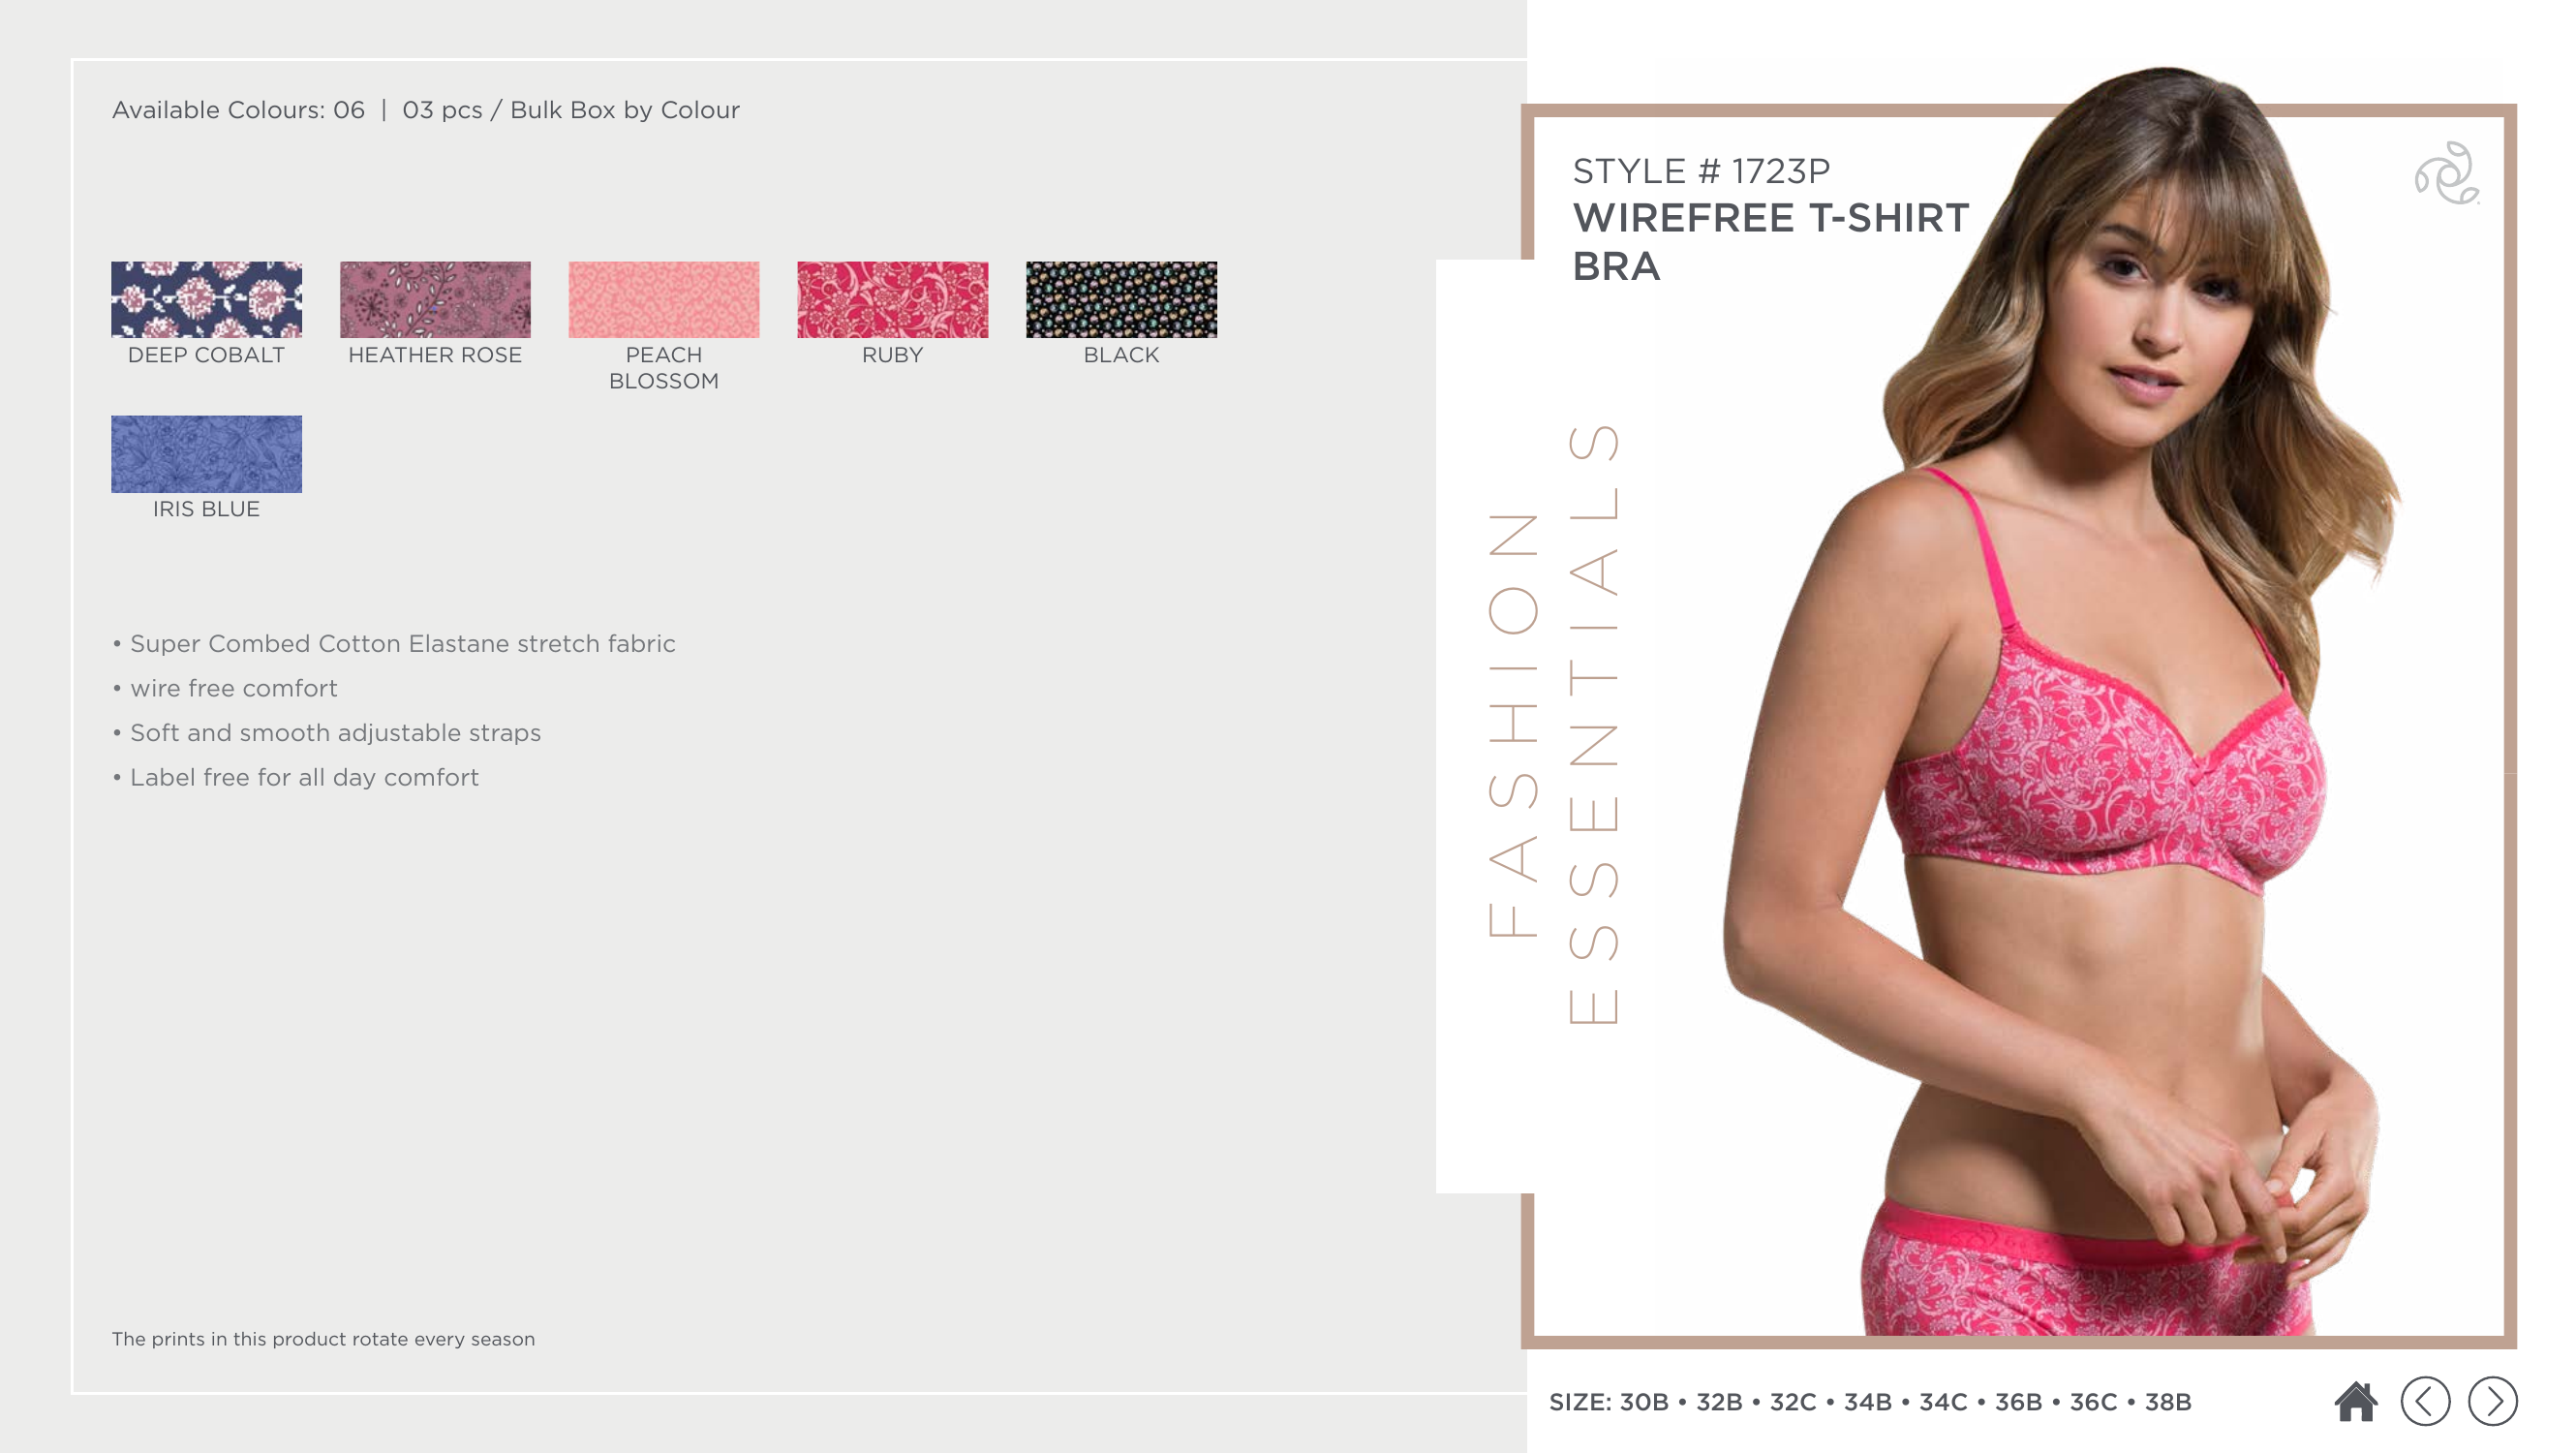 Available Colours: 06 | 03 pcs / Bulk Box by Colour
DEEP COBALT
HEATHER ROSE
PEACH
BLOSSOM
RUBY
BLACK
IRIS BLUE
• Super Combed Cotton Elastane stretch fabric
• wire free comfort
• Soft and smooth adjustable straps
• Label free for all day comfort
The prints in this product rotate every season
STYLE # 1723P
WIREFREE T-SHIRT
BRA
FASHION
ESSENTIALS
SIZE: 30B • 32B • 32C • 34B • 34C • 36B • 36C • 38B